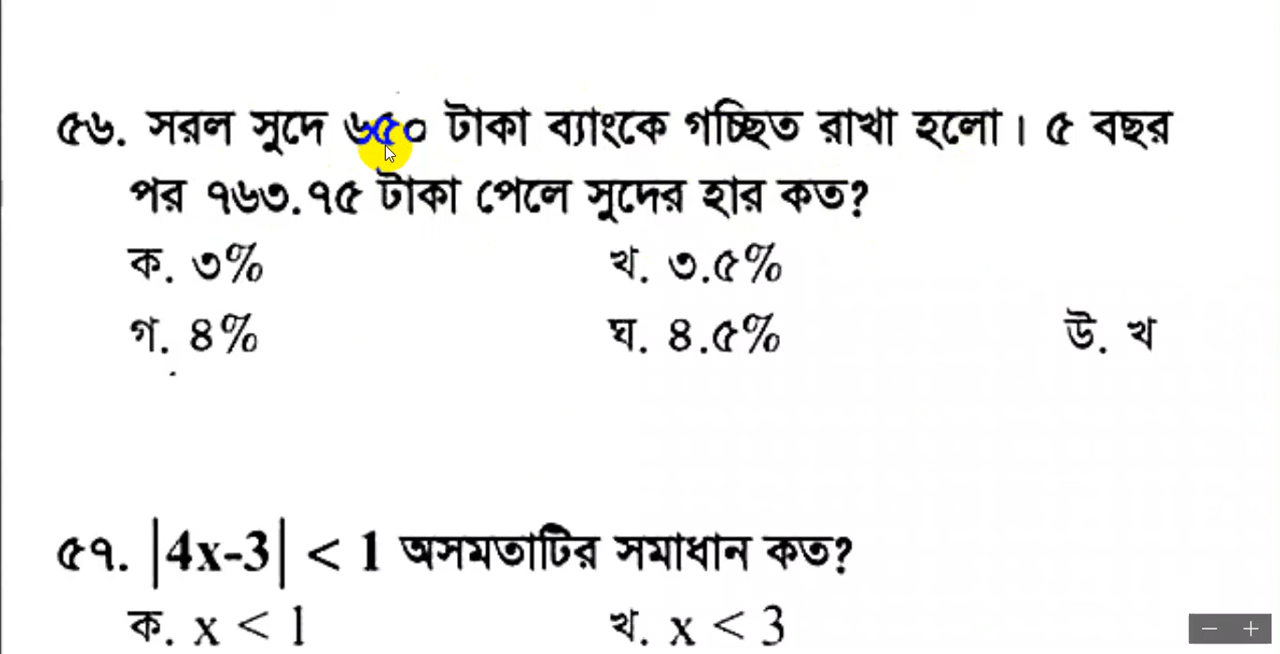 ৫৬. সরল সুদে ৬৫০ টাকা ব্যাংকে গচ্ছিত রাখা হলো। ৫ বছর
পর ৭৬৩.৭৫ টাকা পেলে সুদের হার কত?
ক. ৩% খ. ৩.৫%
গ. ৪% ঘ. ৪.৫% উ. খ
৫৭. |4x-3| < 1 অসমতাটির সমাধান কত?
ক. x < 1 খ. x < 3